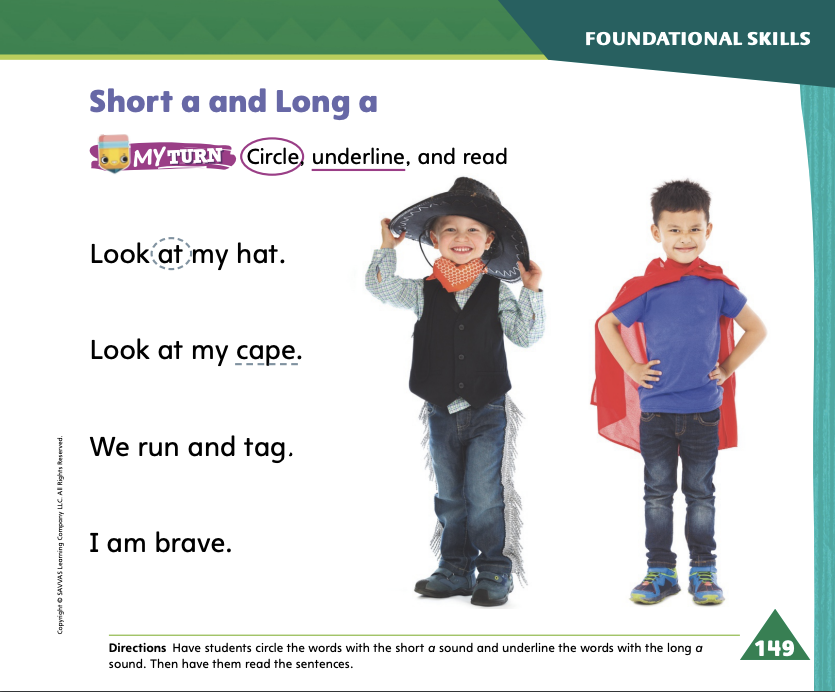 FOUNDATIONAL SKILLS
Short a and Long a
MY TURN Circle, underline, and read
Look at my hat.
Look at my cape.
We run and tag.
I am brave.
Copyright © SAVVAS Learning Company LLC. All Rights Reserved.
Directions Have students circle the words with the short a sound and underline the words with the long a
sound. Then have them read the sentences.
149